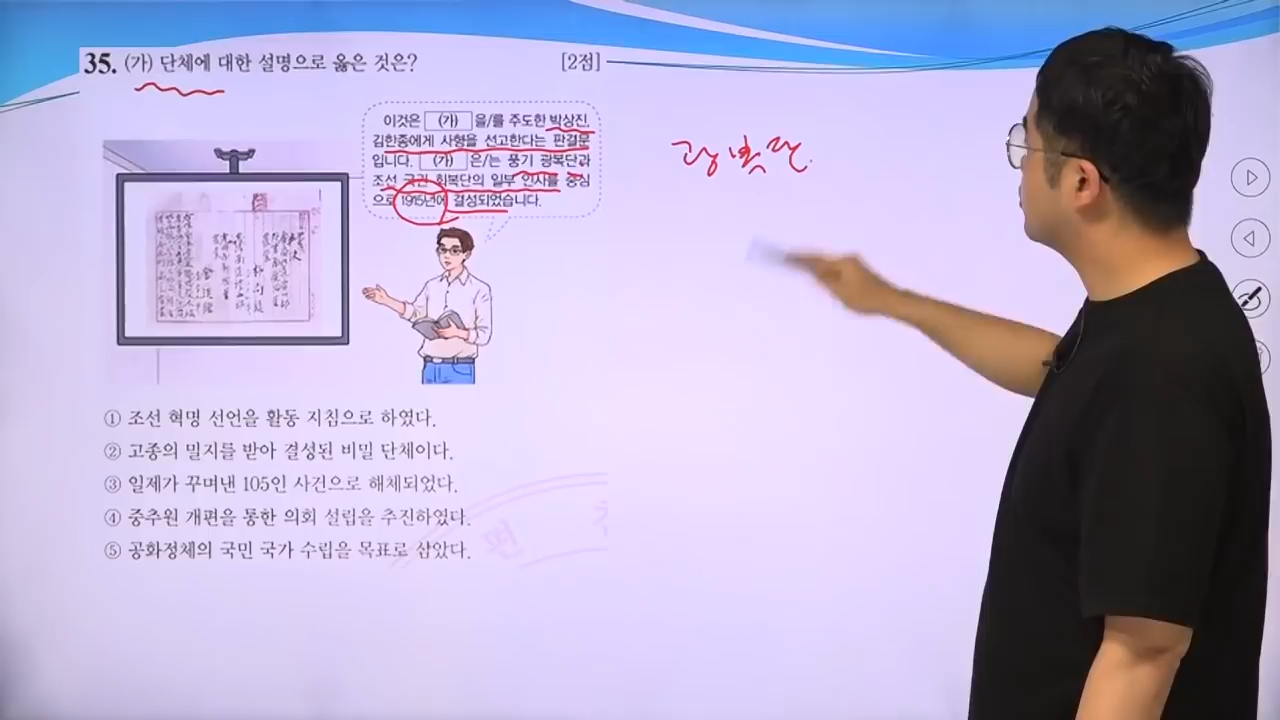 35. (가) 단체에 대한 설명으로 옳은 것은? [2점]
이것은 (가) 을/를 주도한 박상진,
김한종에게 사형을 선고한다는 판결문
입니다. (가) 은/는 풍기 광복단과
조선 국권 회복단의 일부 인사를 중심
으로 1915년에 결성되었습니다.
광복단
① 조선 혁명 선언을 활동 지침으로 하였다.
② 고종의 밀지를 받아 결성된 비밀 단체이다.
③ 일제가 꾸며낸 105인 사건으로 해체되었다.
④ 중추원 개편을 통한 의회 설립을 추진하였다.
⑤ 공화정체의 국민 국가 수립을 목표로 삼았다.
편